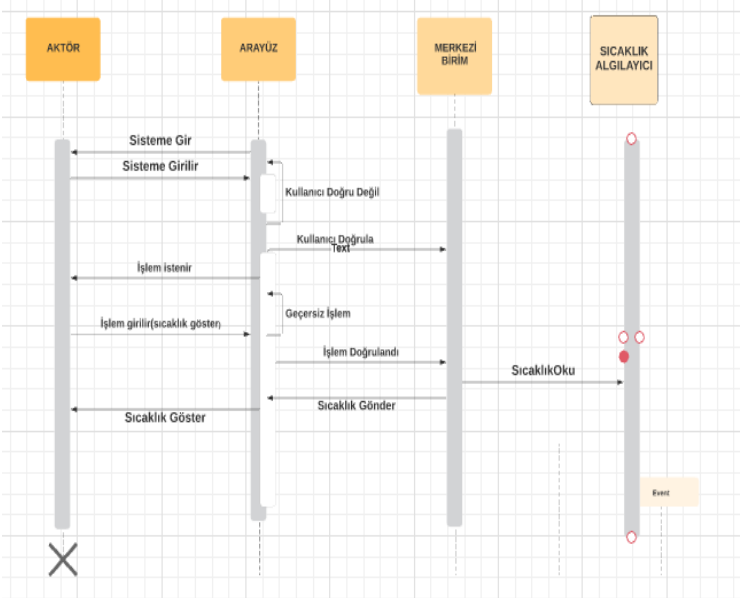 AKTÖR
ARAYÜZ
MERKEZİ
BİRİM
SICAKLIK
ALGILAYICI
Sisteme Gir
Sisteme Girilir
Kullanıcı Doğru Değil
Kullanıcı Doğrula
Text
İşlem istenir
Geçersiz İşlem
İşlem girilir(sıcaklık göster)
İşlem Doğrulandı
SıcaklıkOku
Sıcaklık Gönder
Sıcaklık Göster
Event